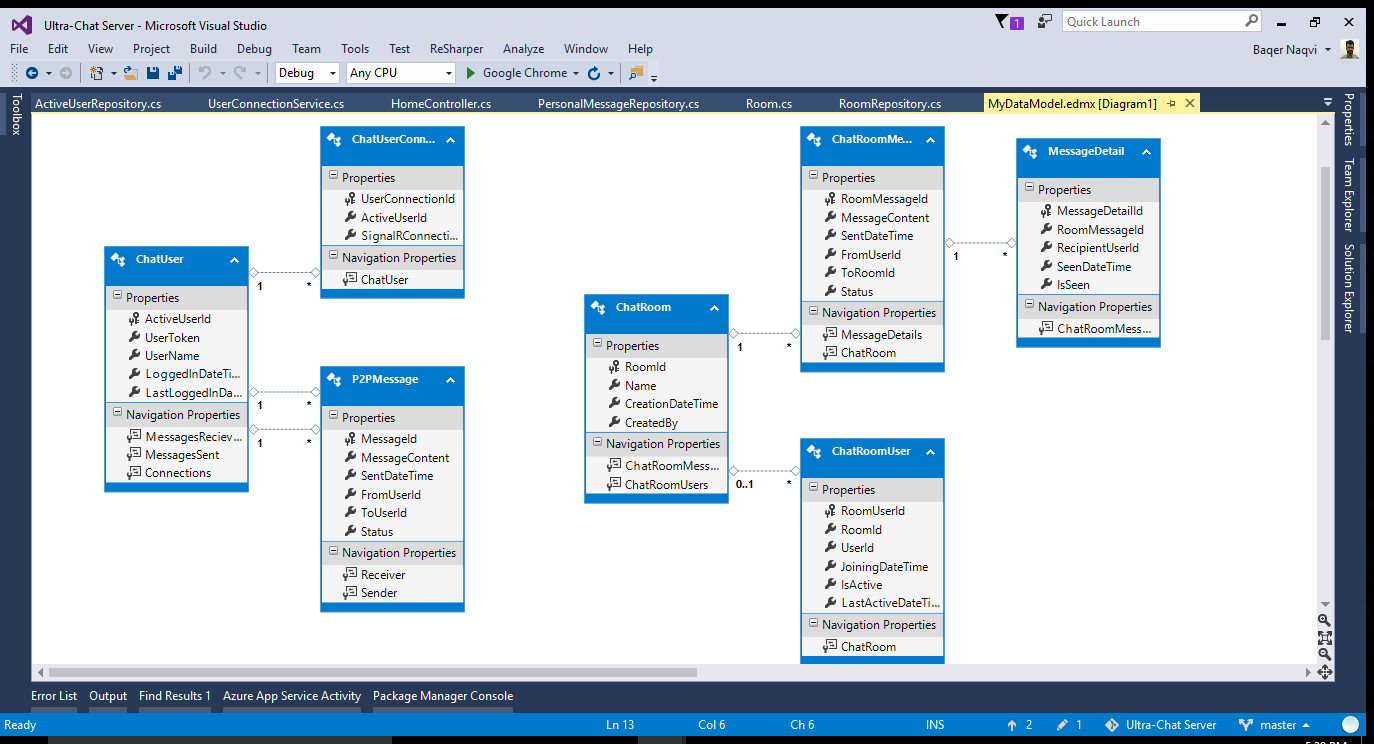 Ultra-Chat Server - Microsoft Visual Studio
1
Quick Launch
File Edit View Project Build Debug Team Tools Test ReSharper Analyze Window Help
Baqer Naqvi
Debug Any CPU Google Chrome
Toolbox
ActiveUserRepository.cs UserConnectionService.cs HomeController.cs PersonalMessageRepository.cs Room.cs RoomRepository.cs MyDataModel.edmx [Diagram1]
Properties
Team Explorer
Solution Explorer
ChatUser
Properties
ActiveUserId
UserToken
UserName
LoggedInDateTi...
LastLoggedInDa...
Navigation Properties
MessagesReciev...
MessagesSent
Connections
1 *
1 *
1 *
ChatUserConn...
Properties
UserConnectionId
ActiveUserId
SignalRConnecti...
Navigation Properties
ChatUser
P2PMessage
Properties
MessageId
MessageContent
SentDateTime
FromUserId
ToUserId
Status
Navigation Properties
Receiver
Sender
ChatRoom
Properties
RoomId
Name
CreationDateTime
CreatedBy
Navigation Properties
ChatRoomMess...
ChatRoomUsers
1 *
0..1 *
ChatRoomMe...
Properties
RoomMessageId
MessageContent
SentDateTime
FromUserId
ToRoomId
Status
Navigation Properties
MessageDetails
ChatRoom
1 *
MessageDetail
Properties
MessageDetailId
RoomMessageId
RecipientUserId
SeenDateTime
IsSeen
Navigation Properties
ChatRoomMess...
ChatRoomUser
Properties
RoomUserId
RoomId
UserId
JoiningDateTime
IsActive
LastActiveDateTi...
Navigation Properties
ChatRoom
Error List Output Find Results 1 Azure App Service Activity Package Manager Console
Ready Ln 13 Col 6 Ch 6 INS 2 1 Ultra-Chat Server master